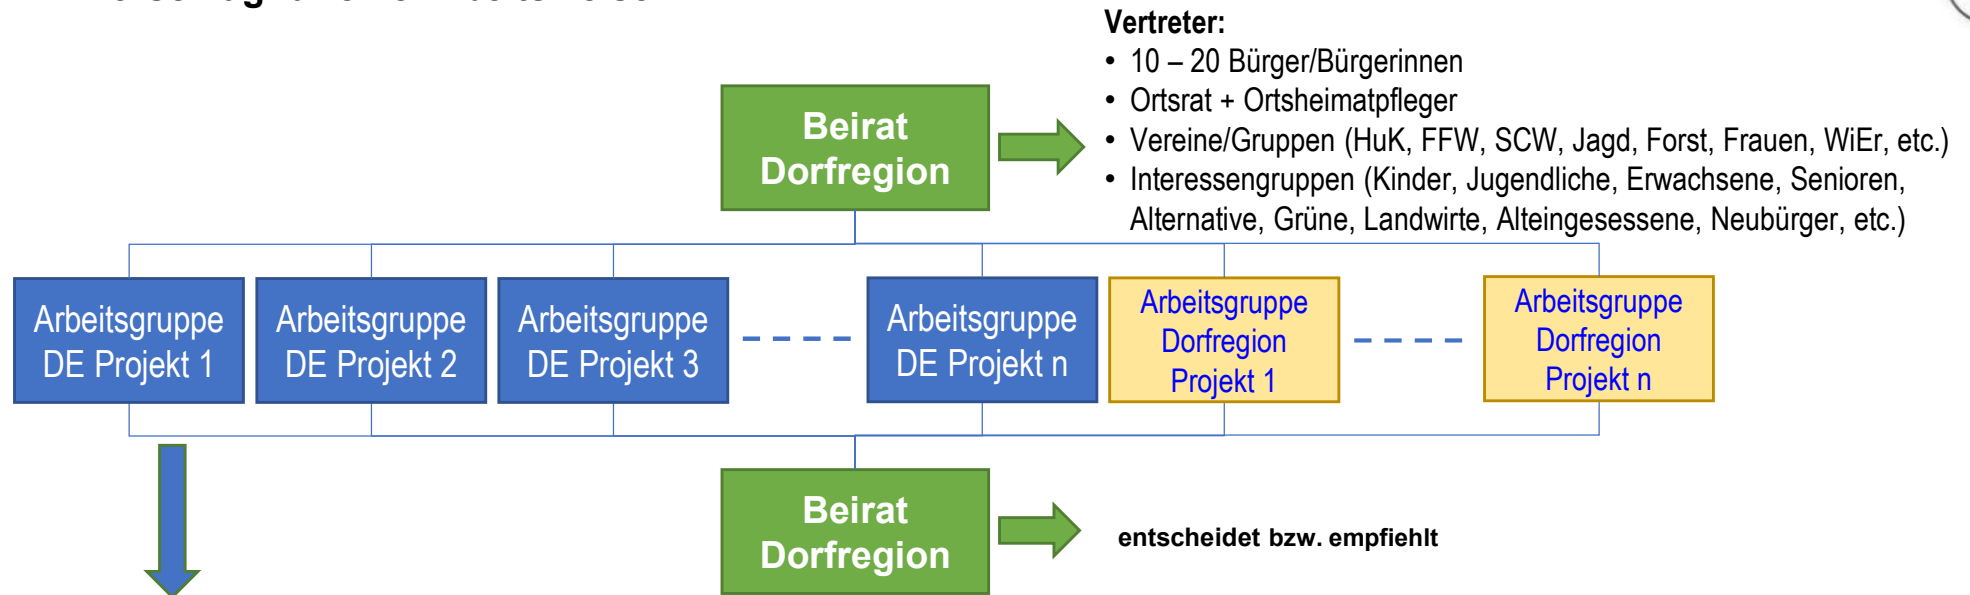 Vertreter:
• 10 – 20 Bürger/Bürgerinnen
• Ortsrat + Ortsheimatpfleger
• Vereine/Gruppen (HuK, FFW, SCW, Jagd, Forst, Frauen, WiEr, etc.)
• Interessengruppen (Kinder, Jugendliche, Erwachsene, Senioren,
Alternative, Grüne, Landwirte, Alteingesessene, Neubürger, etc.)
Beirat
Dorfregion
Arbeitsgruppe
DE Projekt 1
Arbeitsgruppe
DE Projekt 2
Arbeitsgruppe
DE Projekt 3
Arbeitsgruppe
DE Projekt n
Arbeitsgruppe
Dorfregion
Projekt 1
Arbeitsgruppe
Dorfregion
Projekt n
Beirat
Dorfregion
entscheidet bzw. empfiehlt